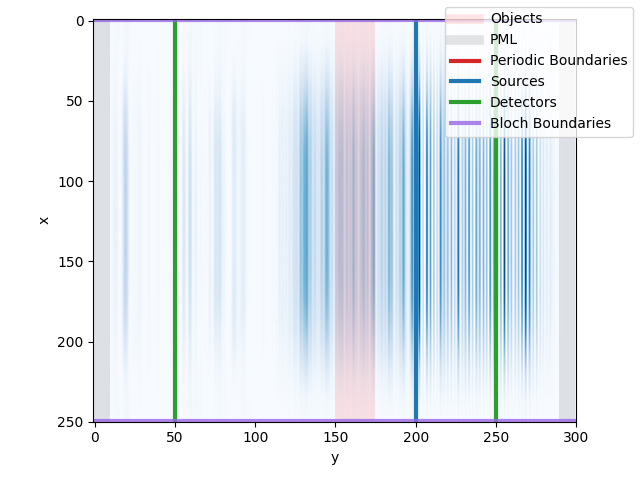 Objects
PML
Periodic Boundaries
Sources
Detectors
Bloch Boundaries
0
50
100
150
200
250
x
0
50
100
150
200
250
300
y